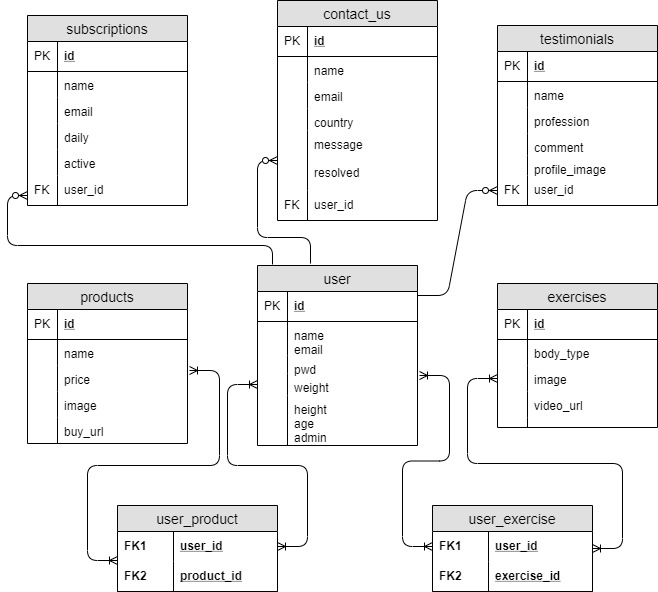 subscriptions
PK id
name
email
daily
active
FK user_id
contact_us
PK id
name
email
country
message
resolved
FK user_id
testimonials
PK id
name
profession
comment
profile_image
FK user_id
products
PK id
name
price
image
buy_url
user
PK id
name
email
pwd
weight
height
age
admin
exercises
PK id
body_type
image
video_url
user_product
FK1 user_id
FK2 product_id
user_exercise
FK1 user_id
FK2 exercise_id